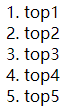 1. top1
2. top2
3. top3
4. top4
5. top5